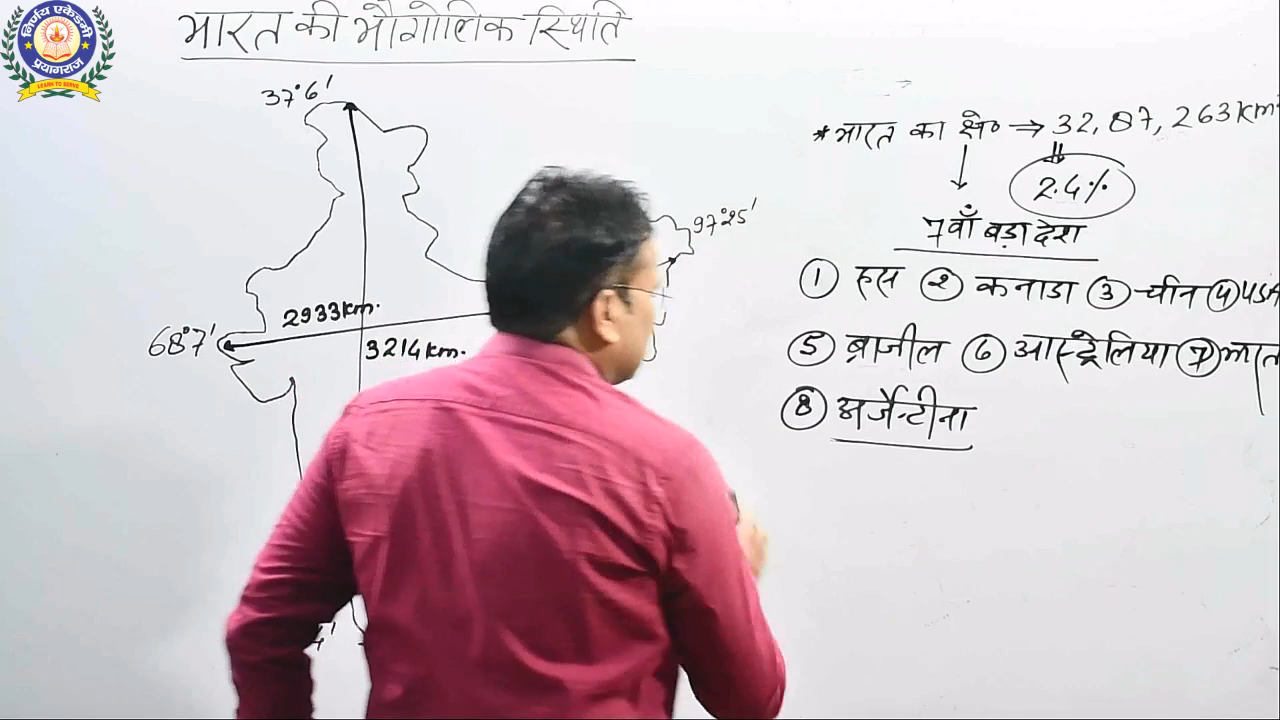 निर्णय एकेडमी
प्रयागराज
LEARN TO SERVE
भारत की भौगोलिक स्थिति
37°6'
97°25'
2933km.
68°7'
3214km.
4'
* भारत का क्षे० ⇒ 32,87,263km
2.4%
7वाँ बड़ा देश
① रूस ② कनाडा ③ चीन ④ USA
⑤ ब्राजील ⑥ आस्ट्रेलिया ⑦ भारत
⑧ अर्जेन्टीना